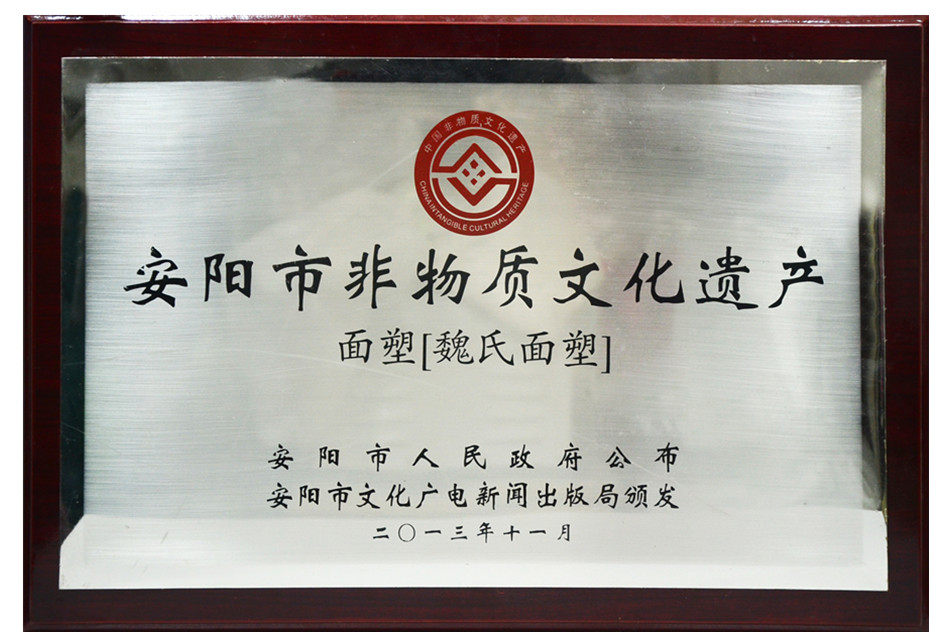 中国非物质文化遗产
CHINA INTANGIBLE CULTURAL HERITAGE
安阳市非物质文化遗产
面塑[魏氏面塑]
安阳市人民政府公布
安阳市文化广电新闻出版局颁发
二〇一三年十一月